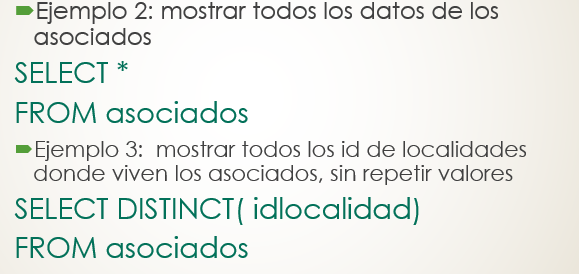 Ejemplo 2: mostrar todos los datos de los
asociados
SELECT *
FROM asociados
Ejemplo 3:  mostrar todos los id de localidades
donde viven los asociados, sin repetir valores
SELECT DISTINCT( idlocalidad)
FROM asociados